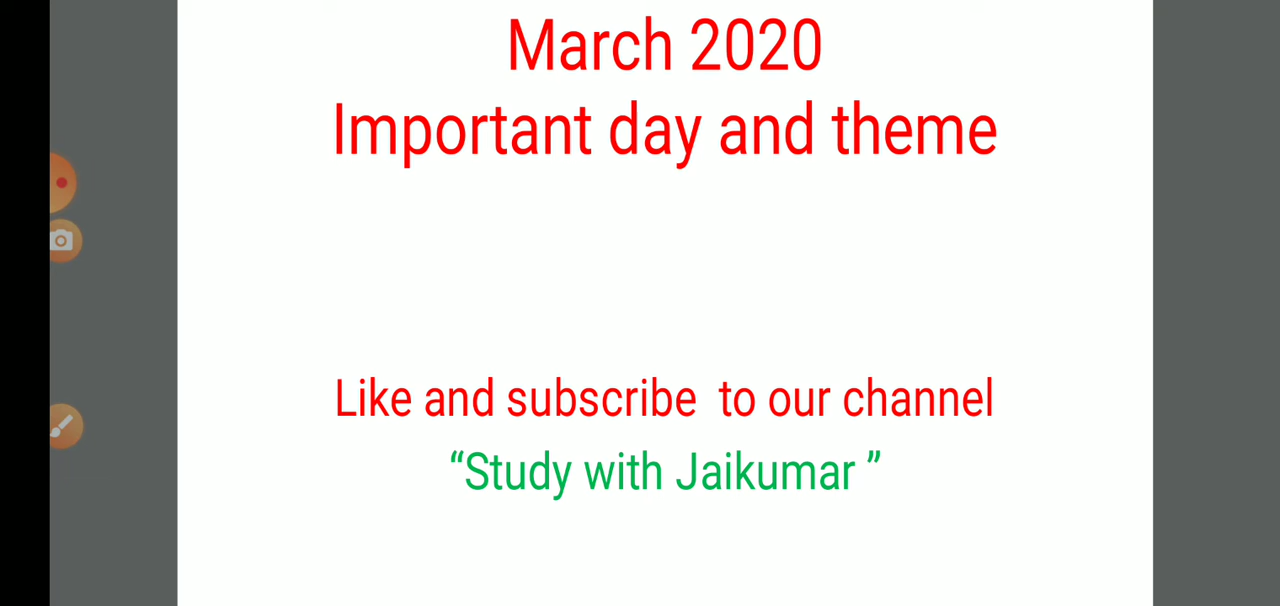 March 2020
Important day and theme
Like and subscribe to our channel
“Study with Jaikumar ”